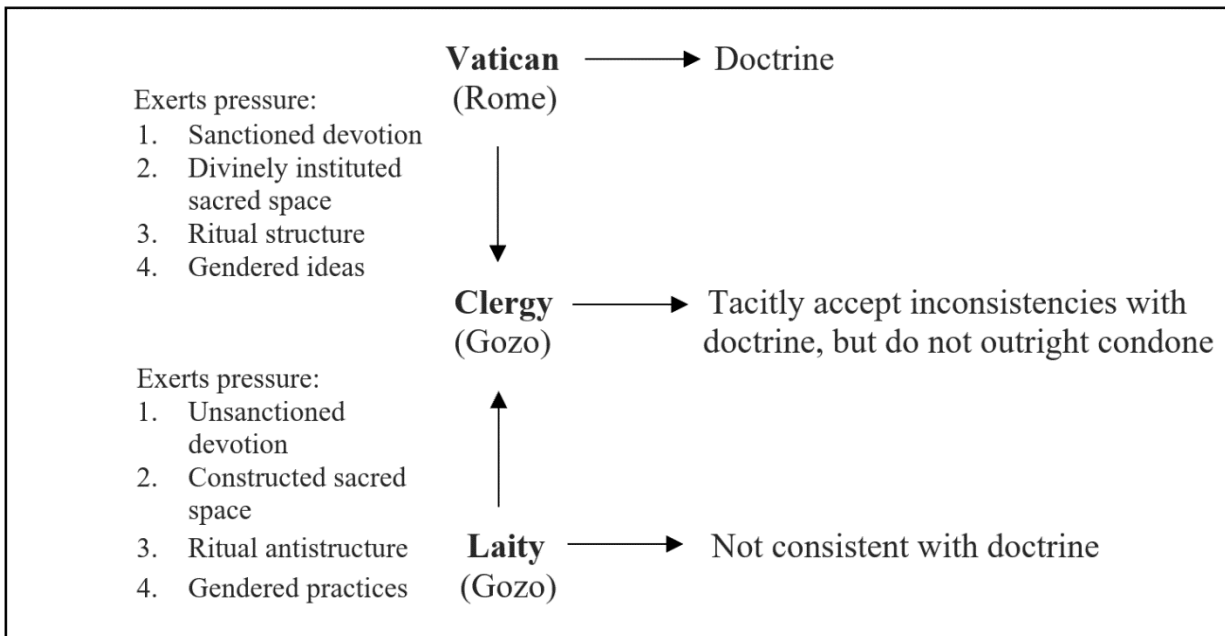 Vatican
(Rome)
Doctrine
Exerts pressure:
1. Sanctioned devotion
2. Divinely instituted
sacred space
3. Ritual structure
4. Gendered ideas
Clergy
(Gozo)
Tacitly accept inconsistencies with
doctrine, but do not outright condone
Exerts pressure:
1. Unsanctioned
devotion
2. Constructed sacred
space
3. Ritual antistructure
4. Gendered practices
Laity
(Gozo)
Not consistent with doctrine